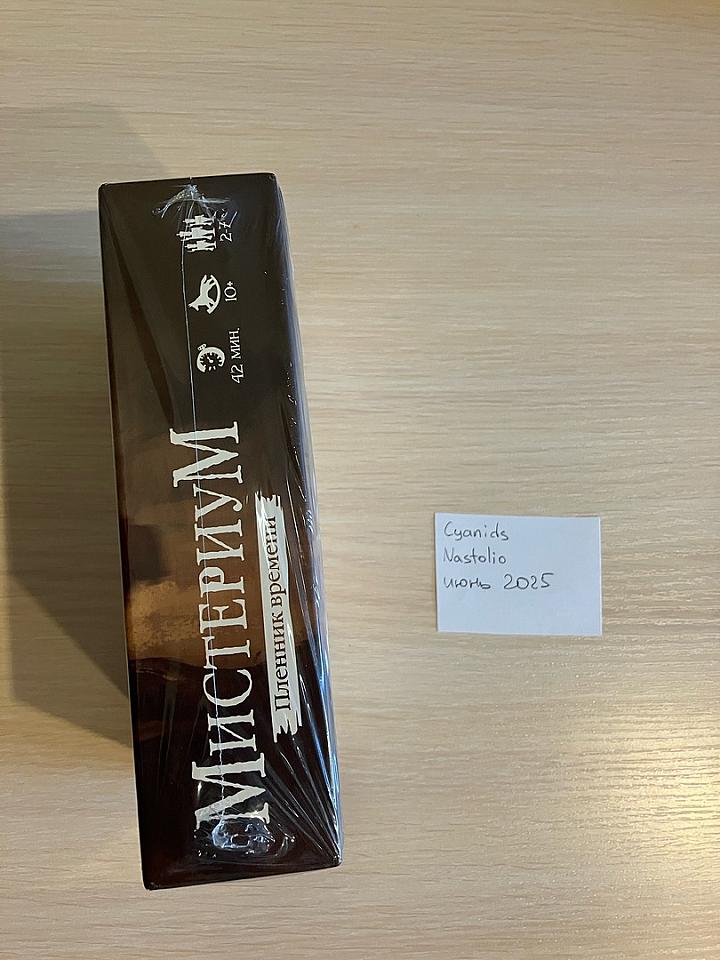 МИСТЕРИУМ
Пленник времени
42 МИН.
10+
2-7
Cyanids
Nastolio
июнь 2025